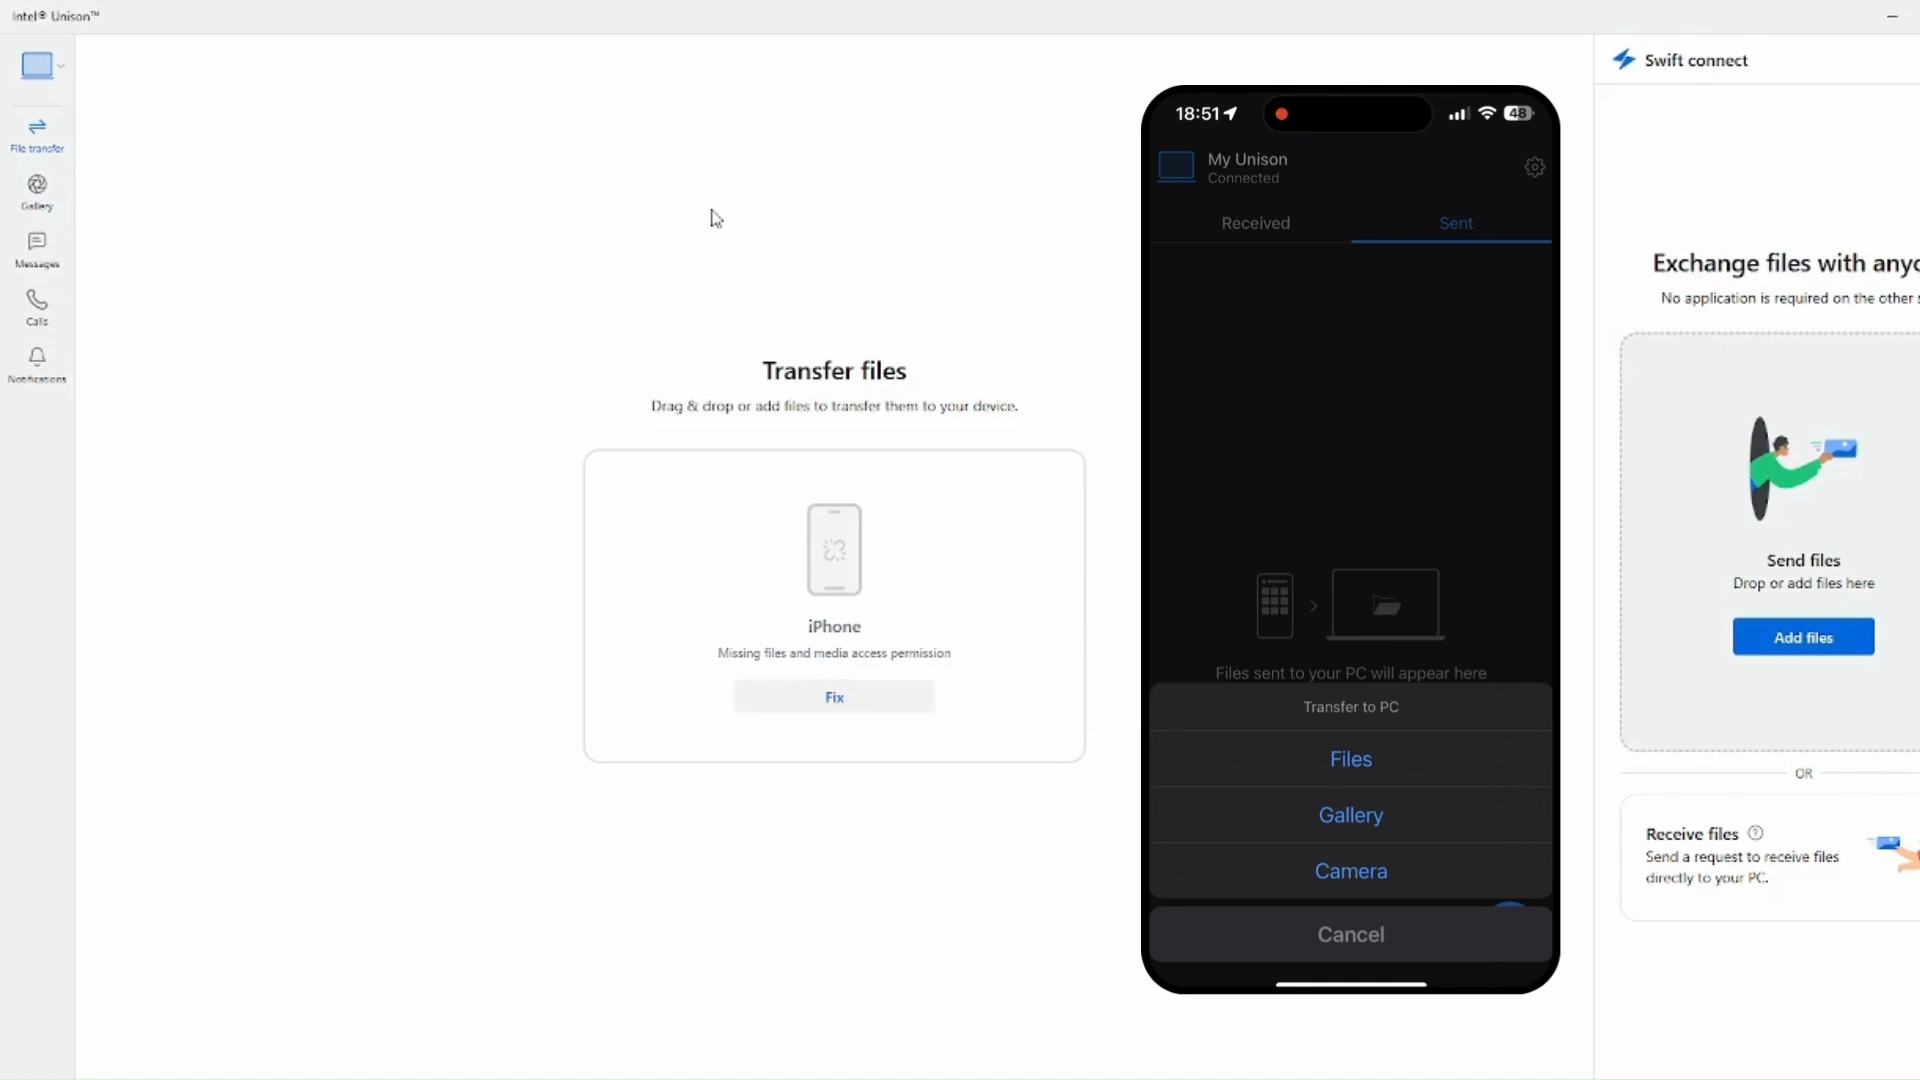 Intel® Unison™
File transfer
Gallery
Messages
Calls
Notifications
Transfer files
Drag & drop or add files to transfer them to your device.
iPhone
Missing files and media access permission
Fix
18:51
48
My Unison
Connected
Received
Sent
Files sent to your PC will appear here
Transfer to PC
Files
Gallery
Camera
Cancel
Swift connect
Exchange files with anyo
No application is required on the other s
Send files
Drop or add files here
Add files
OR
Receive files
Send a request to receive files
directly to your PC.